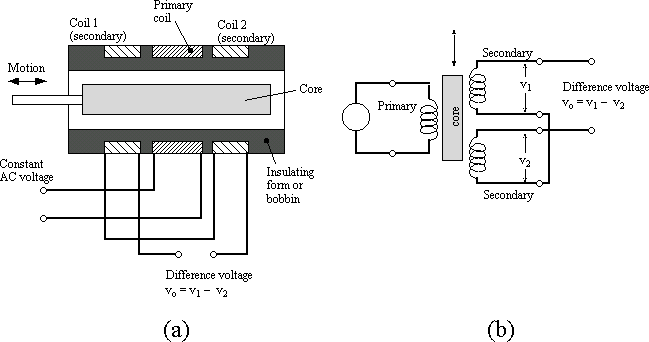 Coil 1
(secondary)
Primary
coil
Coil 2
(secondary)
Motion
Core
Constant
AC voltage
Insulating
form or
bobbin
Difference voltage
vₒ = v₁ − v₂
(a)
Secondary
Primary
core
v₁
Difference voltage
vₒ = v₁ − v₂
v₂
Secondary
(b)